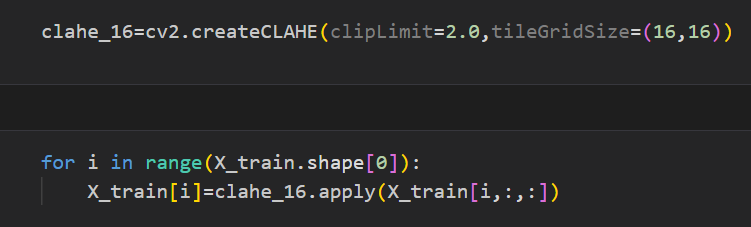 clahe_16=cv2.createCLAHE(clipLimit=2.0,tileGridSize=(16,16))
for i in range(X_train.shape[0]):
    X_train[i]=clahe_16.apply(X_train[i,:,:])